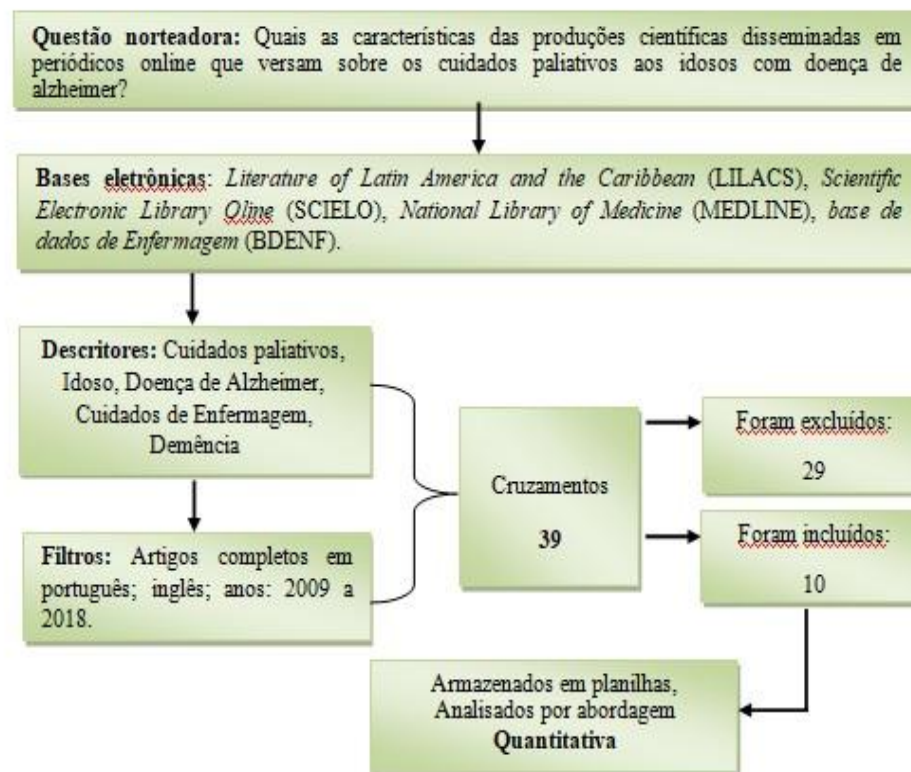 Questão norteadora: Quais as características das produções científicas disseminadas em
periódicos online que versam sobre os cuidados paliativos aos idosos com doença de
alzheimer?
Bases eletrônicas: Literature of Latin America and the Caribbean (LILACS), Scientific
Electronic Library Oline (SCIELO), National Library of Medicine (MEDLINE), base de
dados de Enfermagem (BDENF).
Descritores: Cuidados paliativos,
Idoso, Doença de Alzheimer,
Cuidados de Enfermagem,
Demência
Filtros: Artigos completos em
português; inglês; anos: 2009 a
2018.
Cruzamentos
39
Foram excluídos:
29
Foram incluídos:
10
Armazenados em planilhas,
Analisados por abordagem
Quantitativa